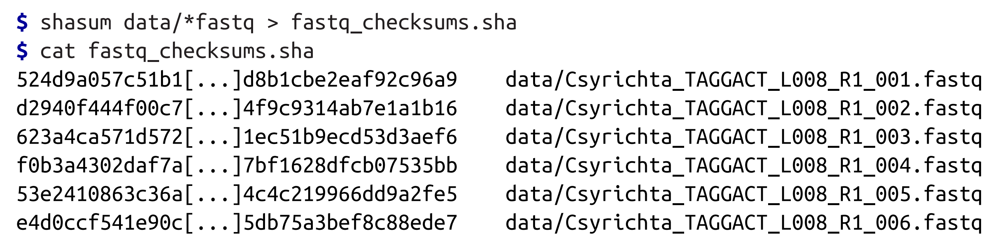 $ shasum data/*fastq > fastq_checksums.sha
$ cat fastq_checksums.sha
524d9a057c51b1[...]d8b1cbe2eaf92c96a9    data/Csyrichta_TAGGACT_L008_R1_001.fastq
d2940f444f00c7[...]4f9c9314ab7e1a1b16    data/Csyrichta_TAGGACT_L008_R1_002.fastq
623a4ca571d572[...]1ec51b9ecd53d3aef6    data/Csyrichta_TAGGACT_L008_R1_003.fastq
f0b3a4302daf7a[...]7bf1628dfcb07535bb    data/Csyrichta_TAGGACT_L008_R1_004.fastq
53e2410863c36a[...]4c4c219966dd9a2fe5    data/Csyrichta_TAGGACT_L008_R1_005.fastq
e4d0ccf541e90c[...]5db75a3bef8c88ede7    data/Csyrichta_TAGGACT_L008_R1_006.fastq